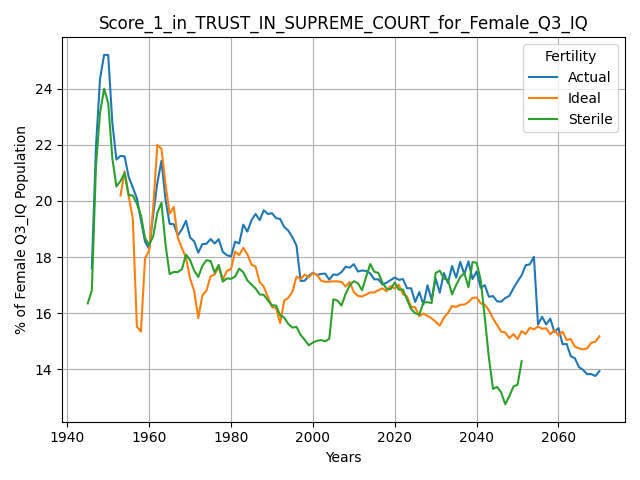 Score_1_in_TRUST_IN_SUPREME_COURT_for_Female_Q3_IQ
Fertility
Actual
Ideal
Sterile
% of Female Q3_IQ Population
24
22
20
18
16
14
1940
1960
1980
2000
2020
2040
2060
Years